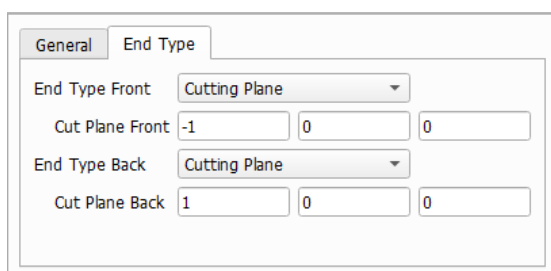 General End Type
End Type Front Cutting Plane
Cut Plane Front -1 0 0
End Type Back Cutting Plane
Cut Plane Back 1 0 0